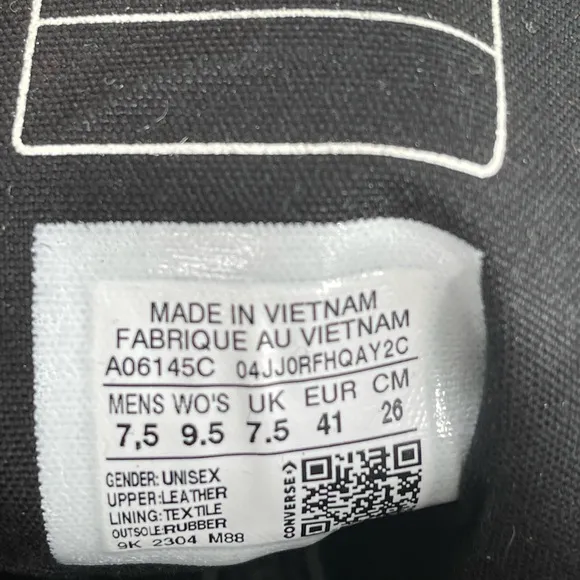 MADE IN VIETNAM
FABRIQUE AU VIETNAM
A06145C 04JJ0RFHQAY2C
MENS WO'S UK EUR CM
7,5 9.5 7.5 41 26
GENDER: UNISEX
UPPER:LEATHER
LINING:TEXTILE
OUTSOLE:RUBBER
9K 2304 M88
CONVERSE